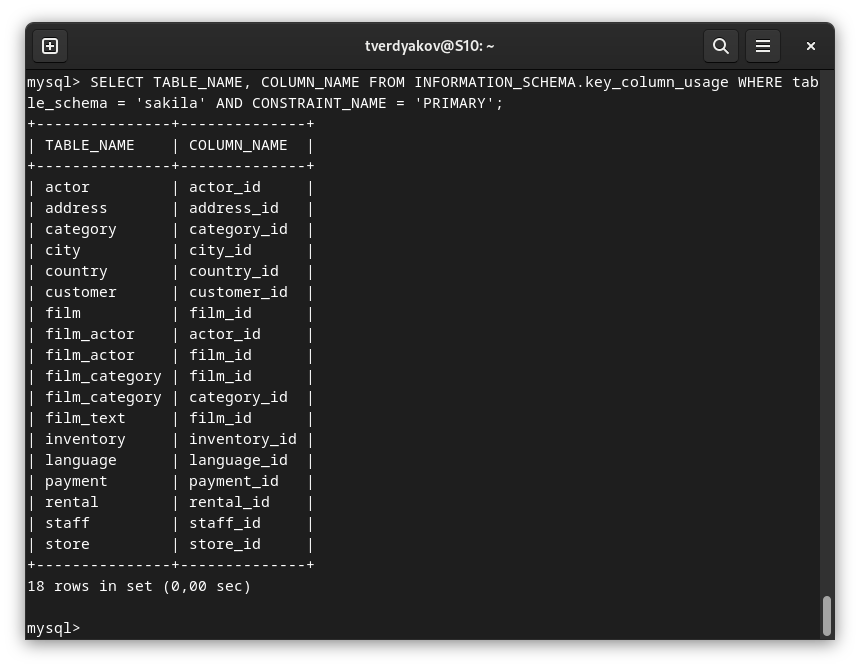 tverdyakov@S10: ~
mysql> SELECT TABLE_NAME, COLUMN_NAME FROM INFORMATION_SCHEMA.key_column_usage WHERE tab
le_schema = 'sakila' AND CONSTRAINT_NAME = 'PRIMARY';
+---------------+--------------+
| TABLE_NAME    | COLUMN_NAME  |
+---------------+--------------+
| actor         | actor_id     |
| address       | address_id   |
| category      | category_id  |
| city          | city_id      |
| country       | country_id   |
| customer      | customer_id  |
| film          | film_id      |
| film_actor    | actor_id     |
| film_actor    | film_id      |
| film_category | film_id      |
| film_category | category_id  |
| film_text     | film_id      |
| inventory     | inventory_id |
| language      | language_id  |
| payment       | payment_id   |
| rental        | rental_id    |
| staff         | staff_id     |
| store         | store_id     |
+---------------+--------------+
18 rows in set (0,00 sec)
mysql>